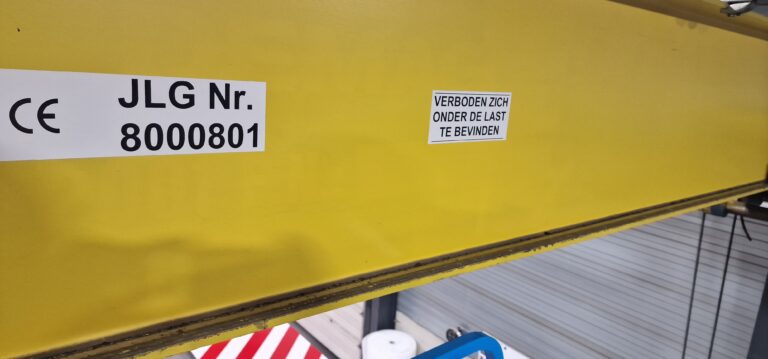 CE
JLG Nr.
8000801
VERBODEN ZICH
ONDER DE LAST
TE BEVINDEN